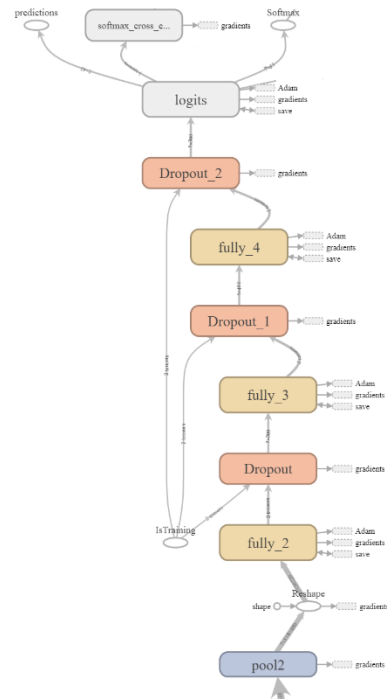 predictions
softmax_cross_e...
gradients
Softmax
logits
Adam
gradients
save
Dropout_2
gradients
fully_4
Adam
gradients
save
Dropout_1
gradients
fully_3
Adam
gradients
save
Dropout
gradients
IsTraining
fully_2
Adam
gradients
save
Reshape
shape
gradients
pool2
gradients